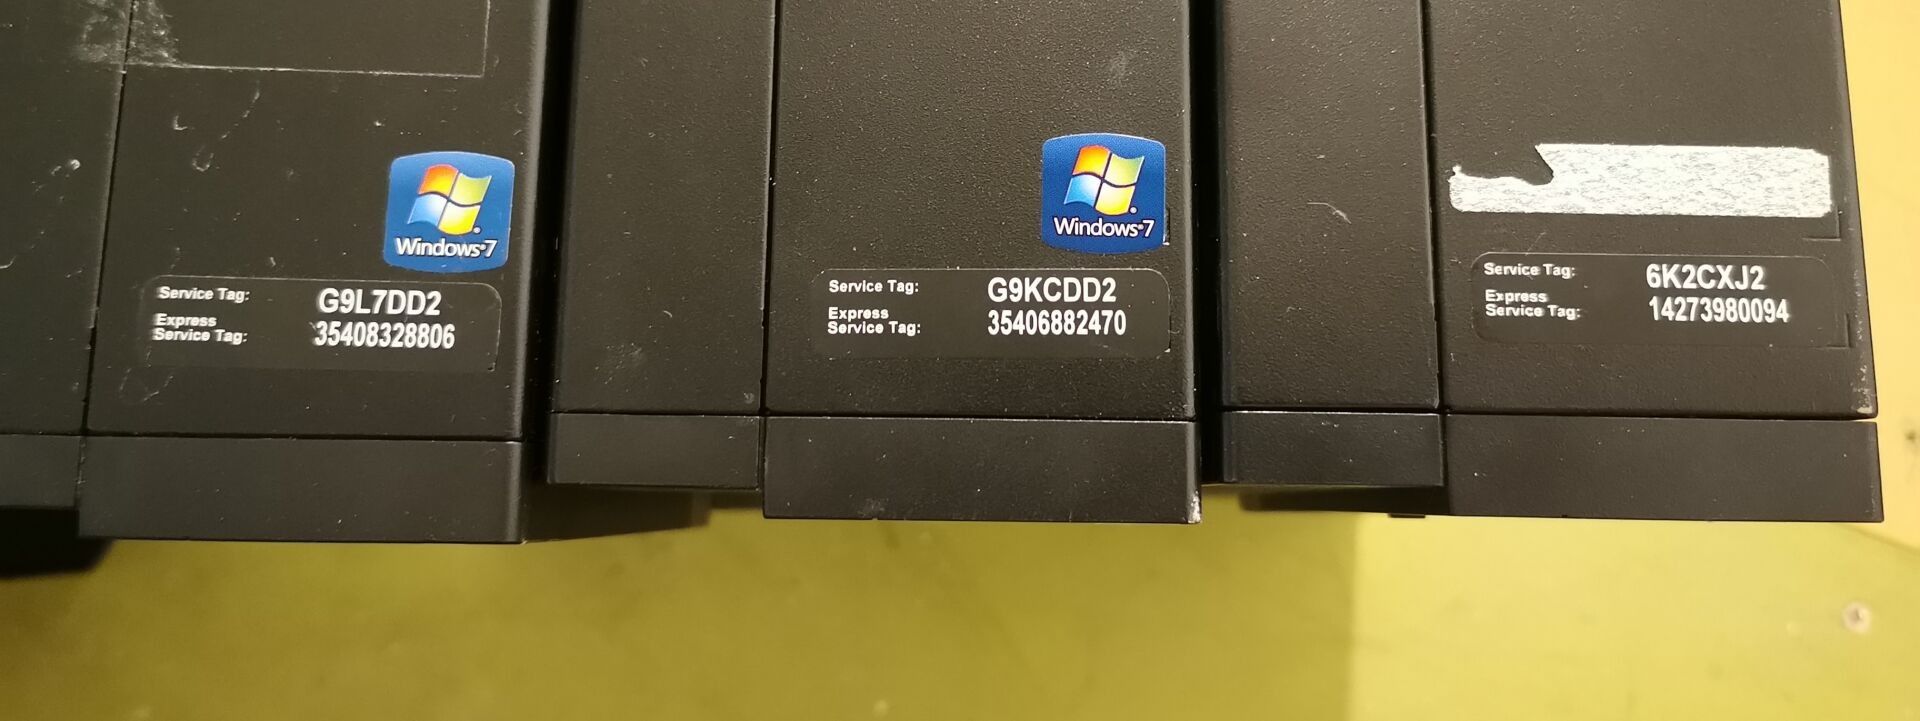 Windows 7
Service Tag: G9L7DD2
Express
Service Tag: 35408328806
Windows 7
Service Tag: G9KCDD2
Express
Service Tag: 35406882470
Service Tag: 6K2CXJ2
Express
Service Tag: 14273980094